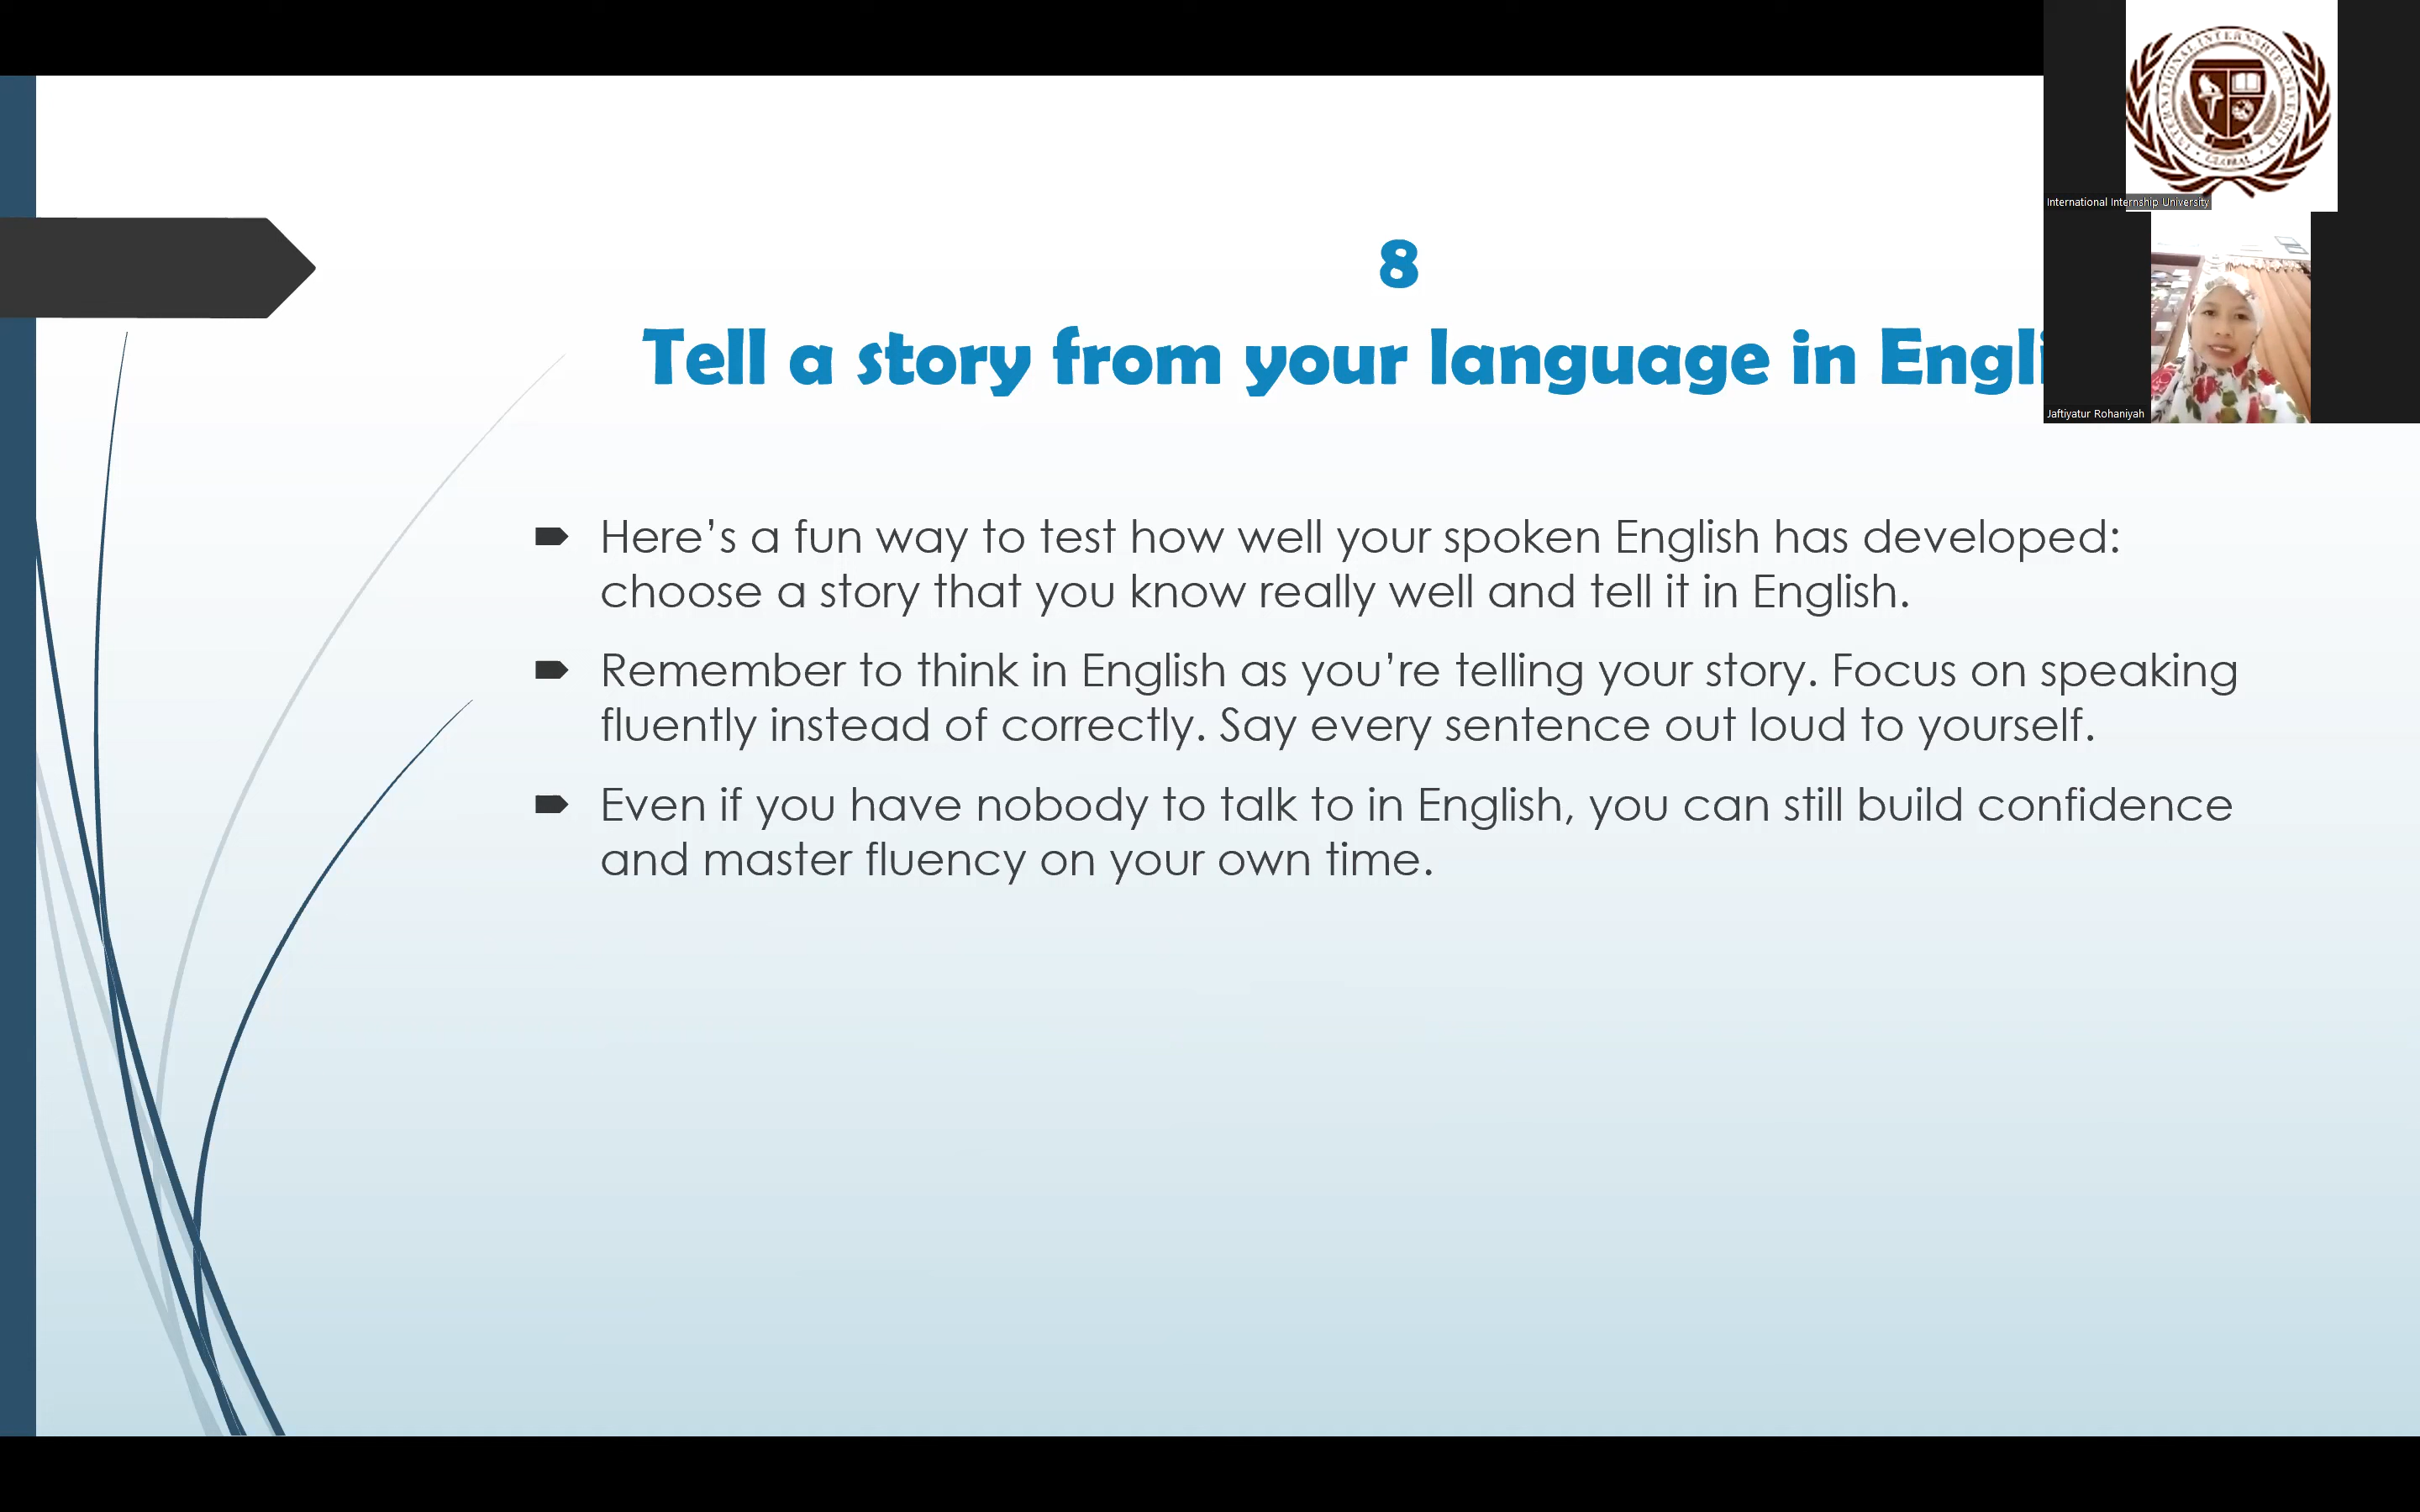 8
Tell a story from your language in Engli
Here’s a fun way to test how well your spoken English has developed:
choose a story that you know really well and tell it in English.
Remember to think in English as you’re telling your story. Focus on speaking
fluently instead of correctly. Say every sentence out loud to yourself.
Even if you have nobody to talk to in English, you can still build confidence
and master fluency on your own time.
INTERNATIONAL INTERNSHIP UNIVERSITY
GLOBAL
International Internship University
Jaftiyatur Rohaniyah